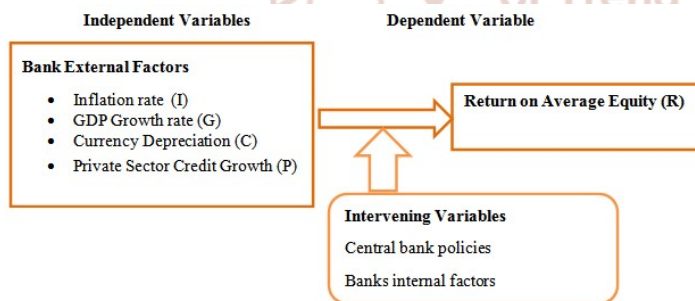 Independent Variables
Dependent Variable
Bank External Factors
• Inflation rate (I)
• GDP Growth rate (G)
• Currency Depreciation (C)
• Private Sector Credit Growth (P)
Return on Average Equity (R)
Intervening Variables
Central bank policies
Banks internal factors